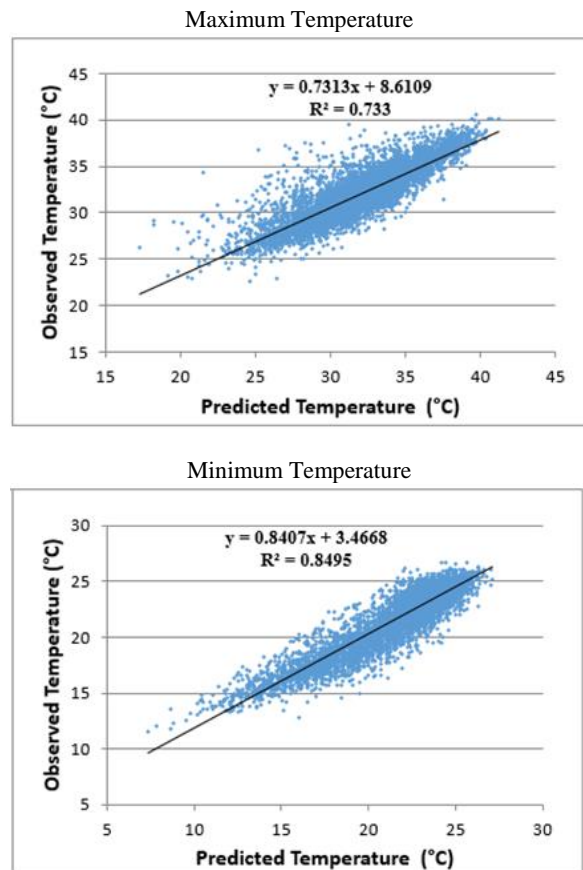 Maximum Temperature
y = 0.7313x + 8.6109
R² = 0.733
Observed Temperature (°C)
45
40
35
30
25
20
15
15 20 25 30 35 40 45
Predicted Temperature (°C)
Minimum Temperature
y = 0.8407x + 3.4668
R² = 0.8495
Observed Temperature (°C)
30
25
20
15
10
5
5 10 15 20 25 30
Predicted Temperature (°C)